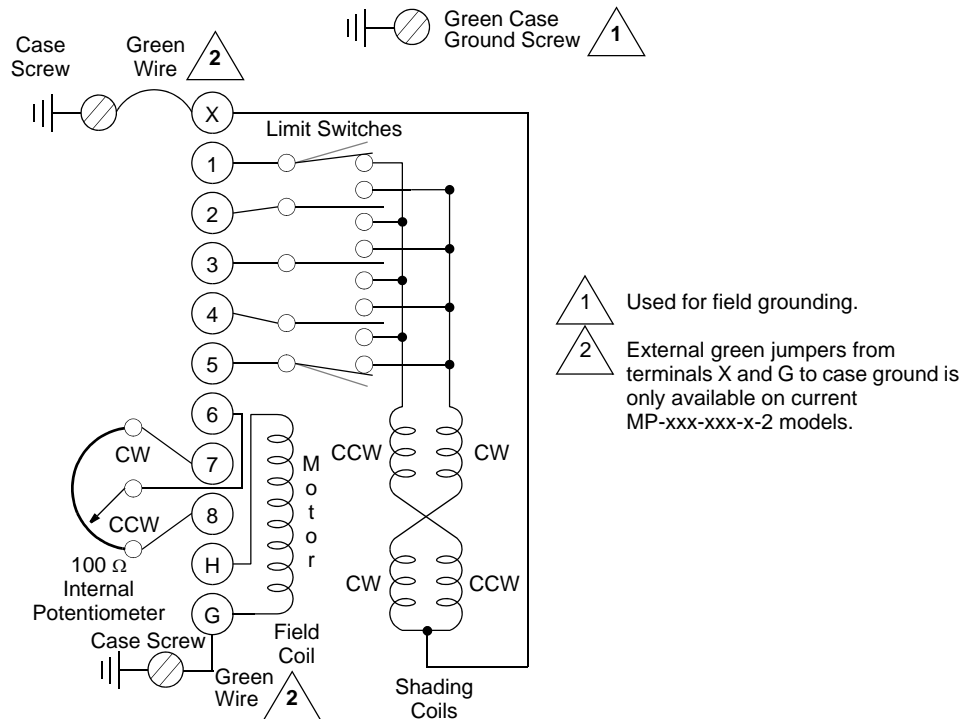 Green Case
Ground Screw
1
Case
Screw
Green
Wire
2
X
Limit Switches
1
2
3
4
5
6
7
8
H
G
CW
CCW
100 Ω
Internal
Potentiometer
Motor
Field
Coil
CCW
CW
CW
CCW
Shading
Coils
Case Screw
Green
Wire
2
1
Used for field grounding.
2
External green jumpers from
terminals X and G to case ground is
only available on current
MP-xxx-xxx-x-2 models.